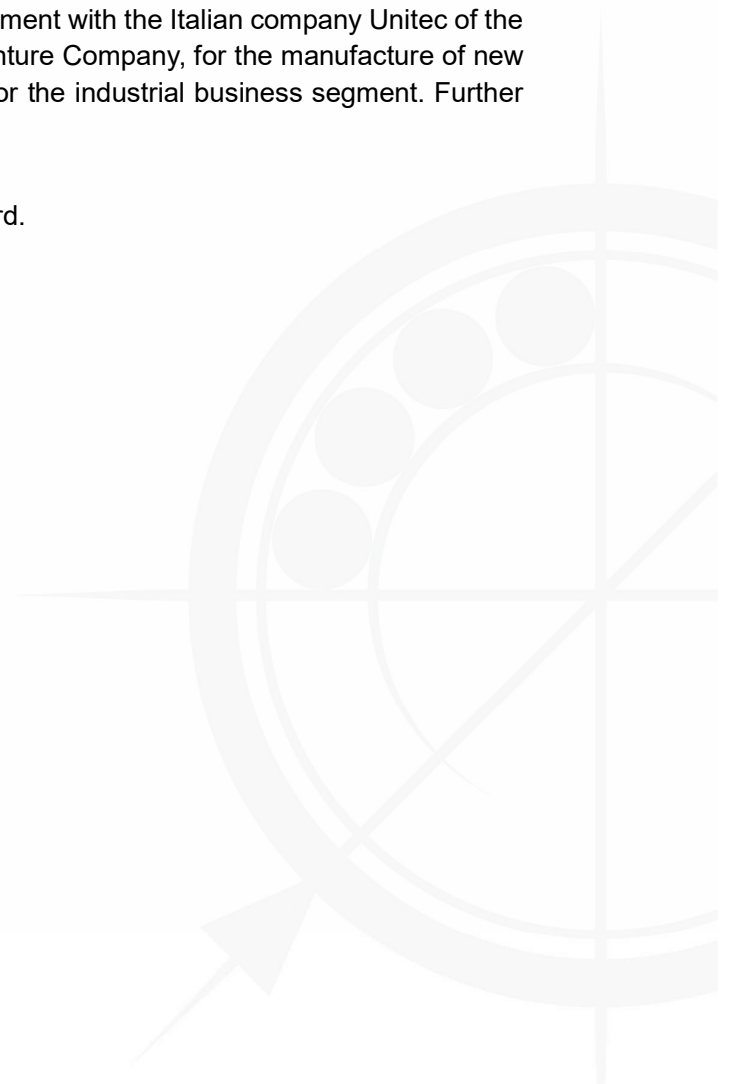 ment with the Italian company Unitec of the
nture Company, for the manufacture of new
or the industrial business segment. Further
rd.